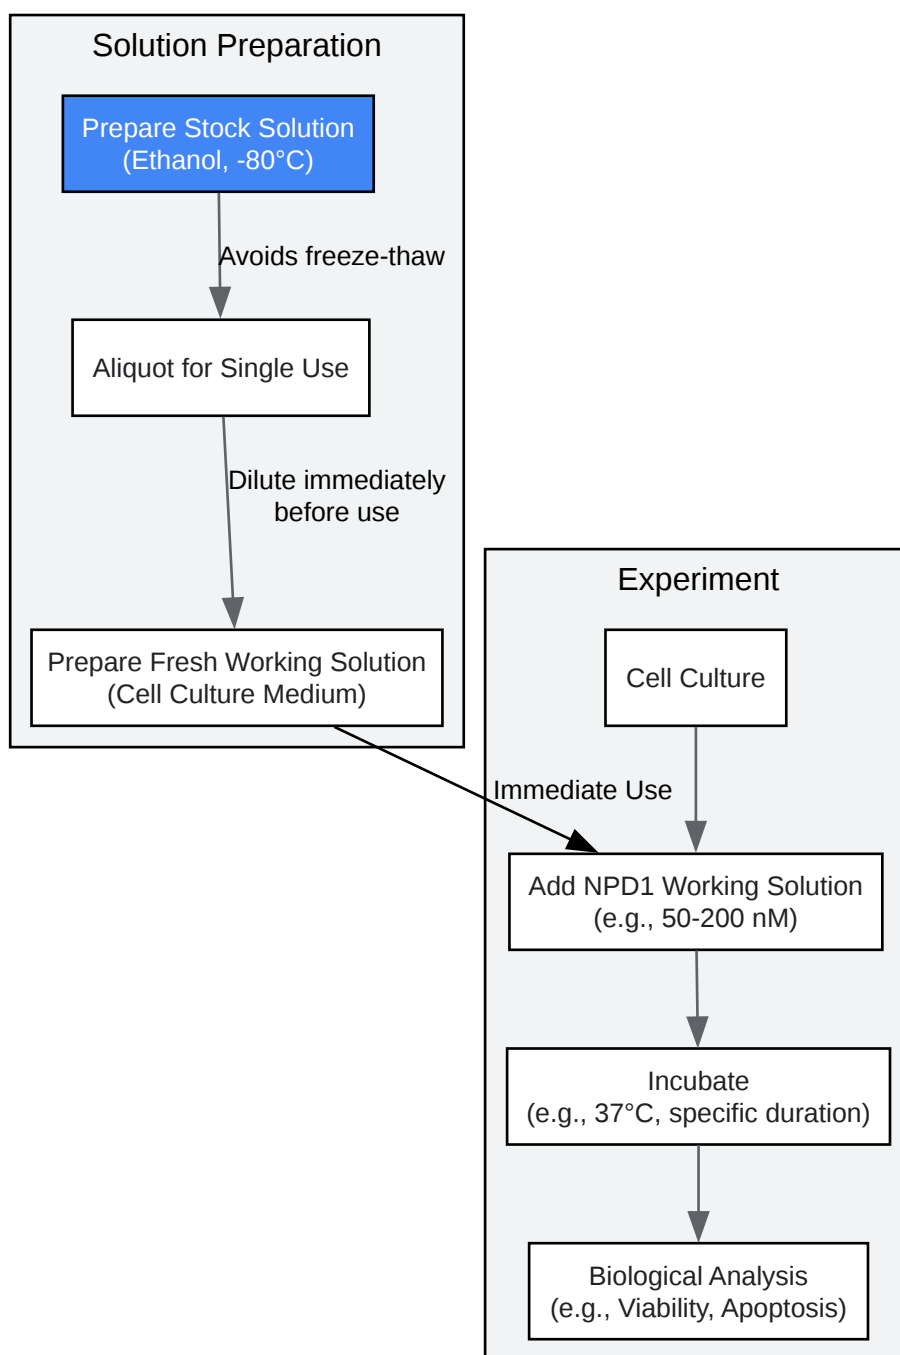 Solution Preparation
Prepare Stock Solution
(Ethanol, -80°C)
Avoids freeze-thaw
Aliquot for Single Use
Dilute immediately
before use
Prepare Fresh Working Solution
(Cell Culture Medium)
Experiment
Cell Culture
Immediate Use
Add NPD1 Working Solution
(e.g., 50-200 nM)
Incubate
(e.g., 37°C, specific duration)
Biological Analysis
(e.g., Viability, Apoptosis)